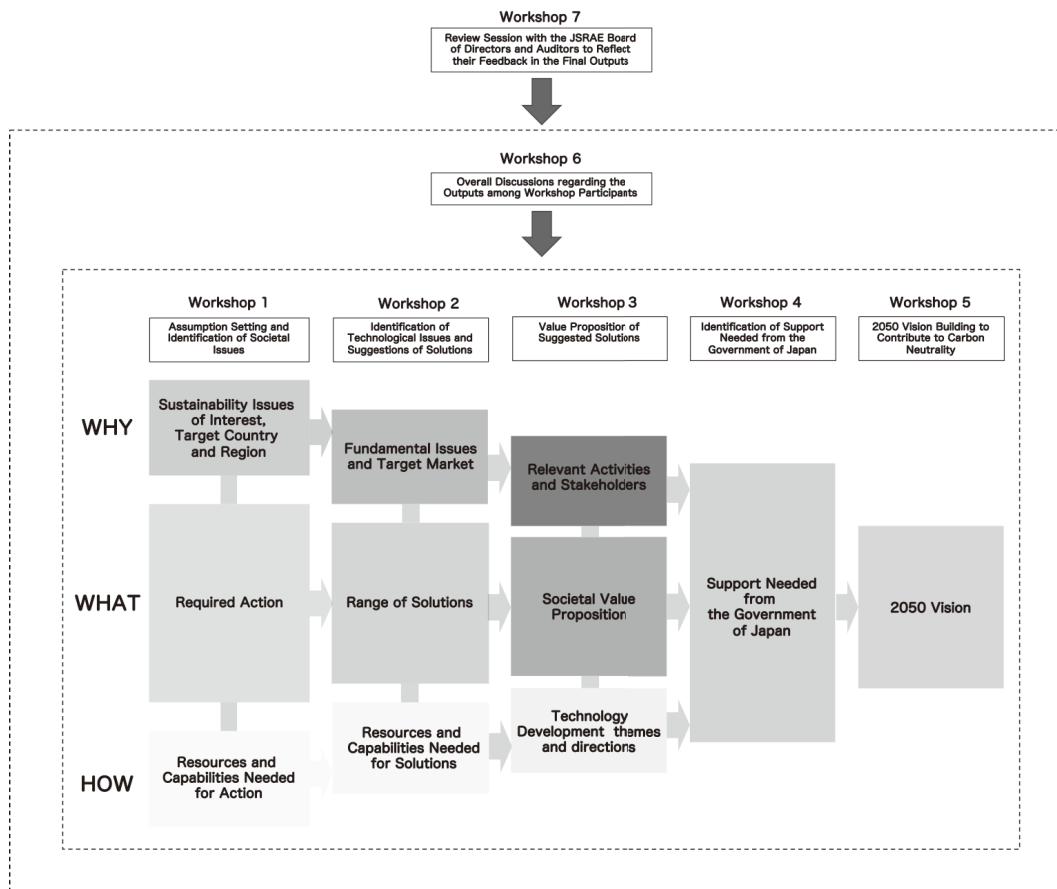 Workshop 7
Review Session with the JSRAE Board
of Directors and Auditors to Reflect
their Feedback in the Final Outputs
Workshop 6
Overall Discussions regarding the
Outputs among Workshop Participants
Workshop 1
Assumption Setting and
Identification of Societal
Issues
Workshop 2
Identification of
Technological Issues and
Suggestions of Solutions
Workshop 3
Value Proposition of
Suggested Solutions
Workshop 4
Identification of Support
Needed from the
Government of Japan
Workshop 5
2050 Vision Building to
Contribute to Carbon
Neutrality
WHY
Sustainability Issues
of Interest,
Target Country
and Region
Fundamental Issues
and Target Market
Relevant Activities
and Stakeholders
WHAT
Required Action
Range of Solutions
Societal Value
Proposition
Support Needed
from
the Government
of Japan
2050 Vision
HOW
Resources and
Capabilities Needed
for Action
Resources and
Capabilities Needed
for Solutions
Technology
Development themes
and directions